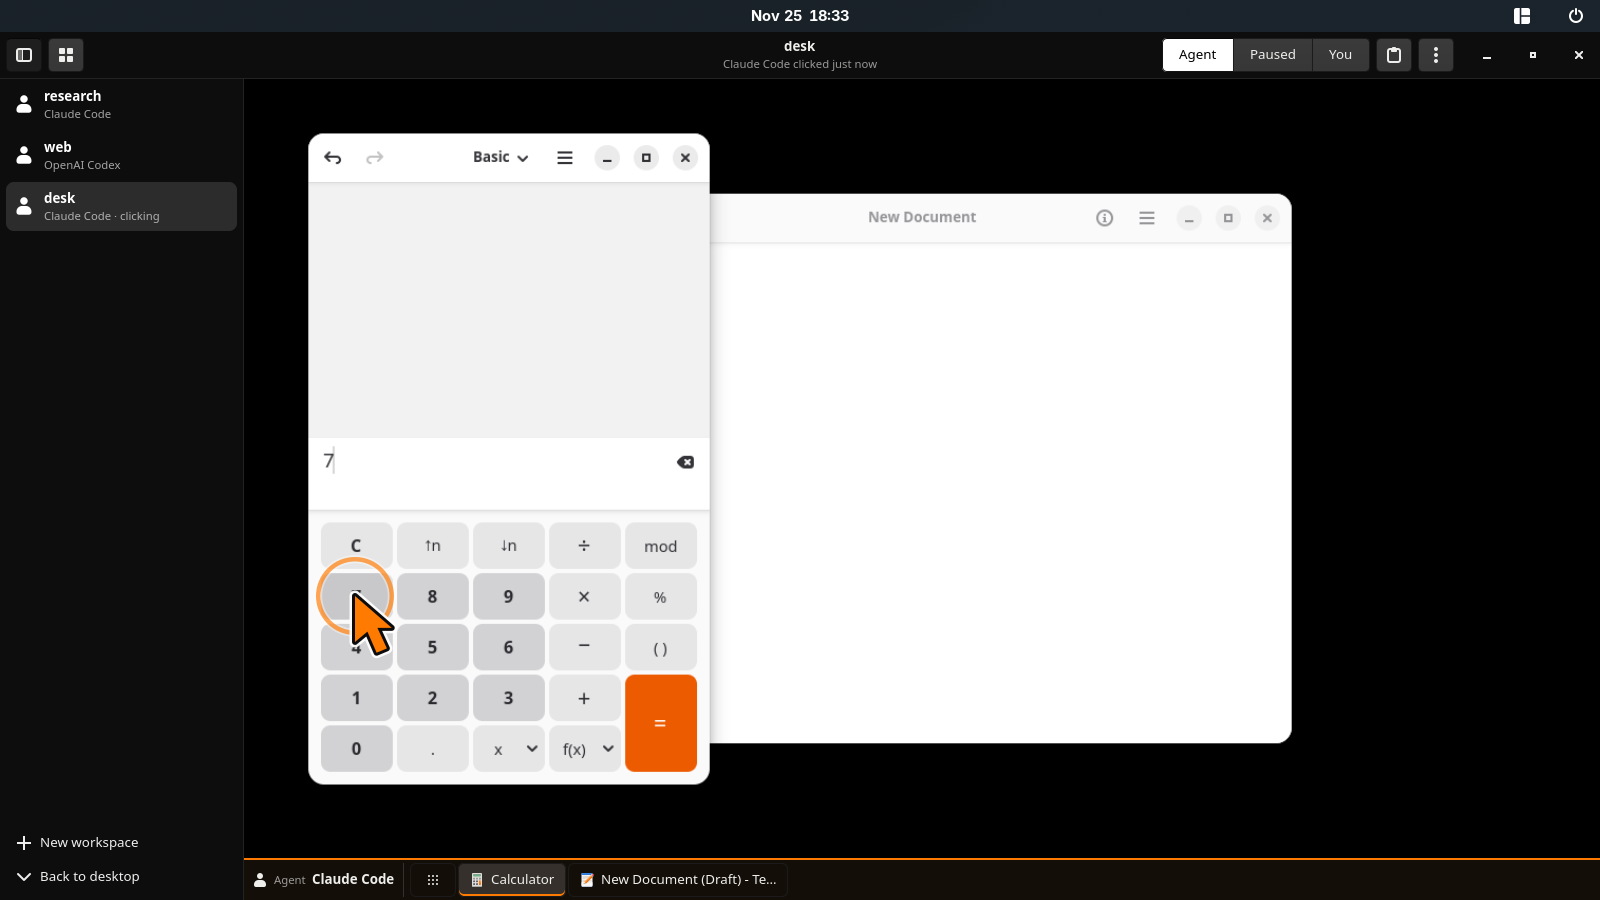 Nov 25 18:33
desk
Claude Code clicked just now
Agent
Paused
You
research
Claude Code
web
OpenAI Codex
desk
Claude Code · clicking
Basic
New Document
7
C
↑n
↓n
÷
mod
8
9
×
%
4
5
6
−
( )
1
2
3
+
=
0
.
x
f(x)
New workspace
Back to desktop
Agent Claude Code
Calculator
New Document (Draft) - Te...